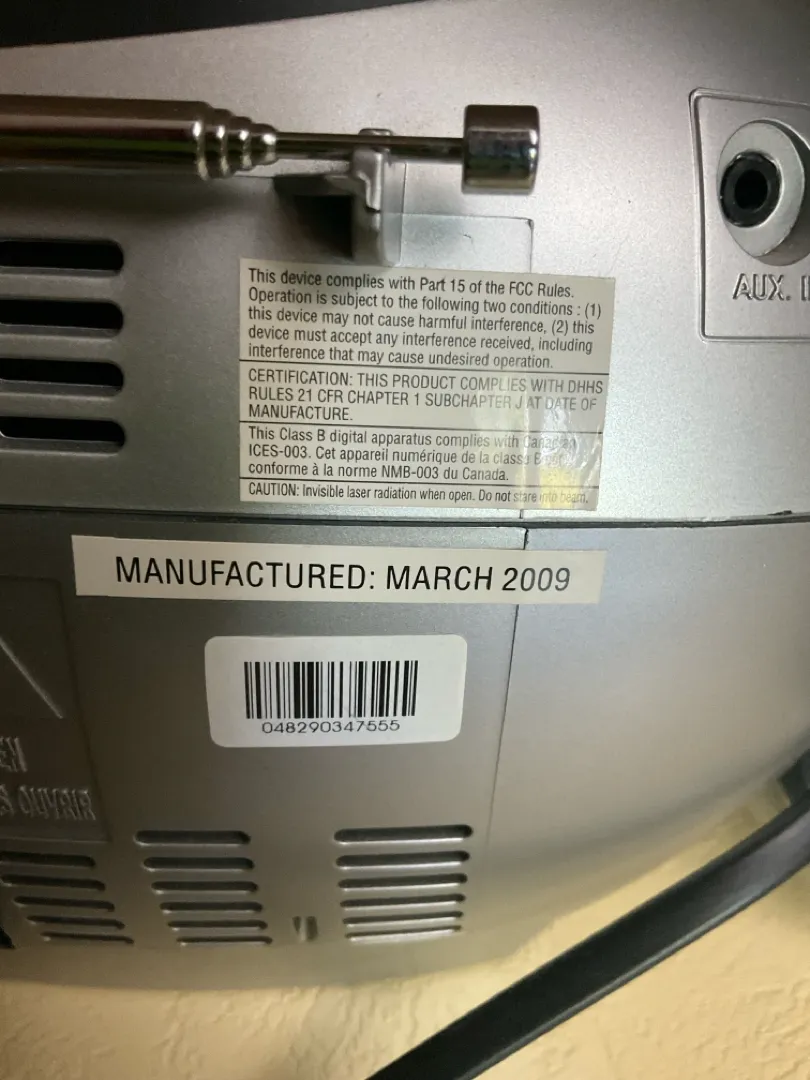 This device complies with Part 15 of the FCC Rules.
Operation is subject to the following two conditions : (1)
this device may not cause harmful interference, (2) this
device must accept any interference received, including
interference that may cause undesired operation.
CERTIFICATION: THIS PRODUCT COMPLIES WITH DHHS
RULES 21 CFR CHAPTER 1 SUBCHAPTER J AT DATE OF
MANUFACTURE.
This Class B digital apparatus complies with Canadian
ICES-003. Cet appareil numérique de la classe B est
conforme à la norme NMB-003 du Canada.
CAUTION: Invisible laser radiation when open. Do not stare into beam.
AUX.
MANUFACTURED: MARCH 2009
048290347555
OUVRIR